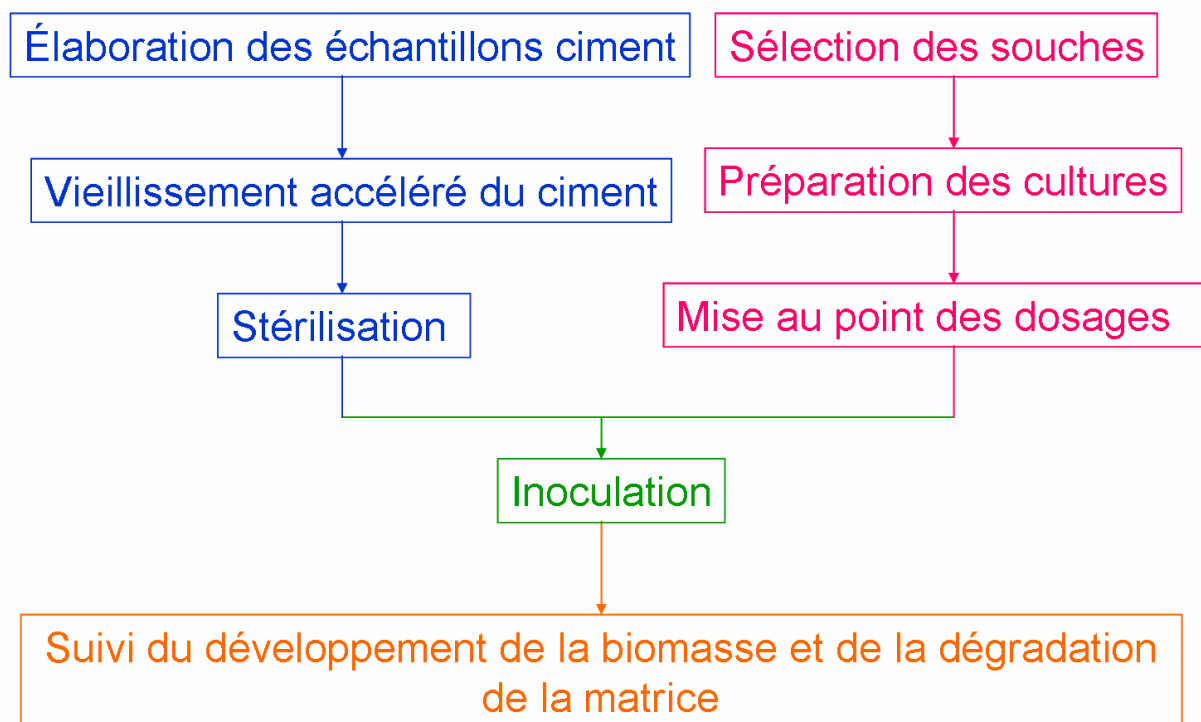 Élaboration des échantillons ciment
Sélection des souches
Vieillissement accéléré du ciment
Préparation des cultures
Stérilisation
Mise au point des dosages
Inoculation
Suivi du développement de la biomasse et de la dégradation
de la matrice